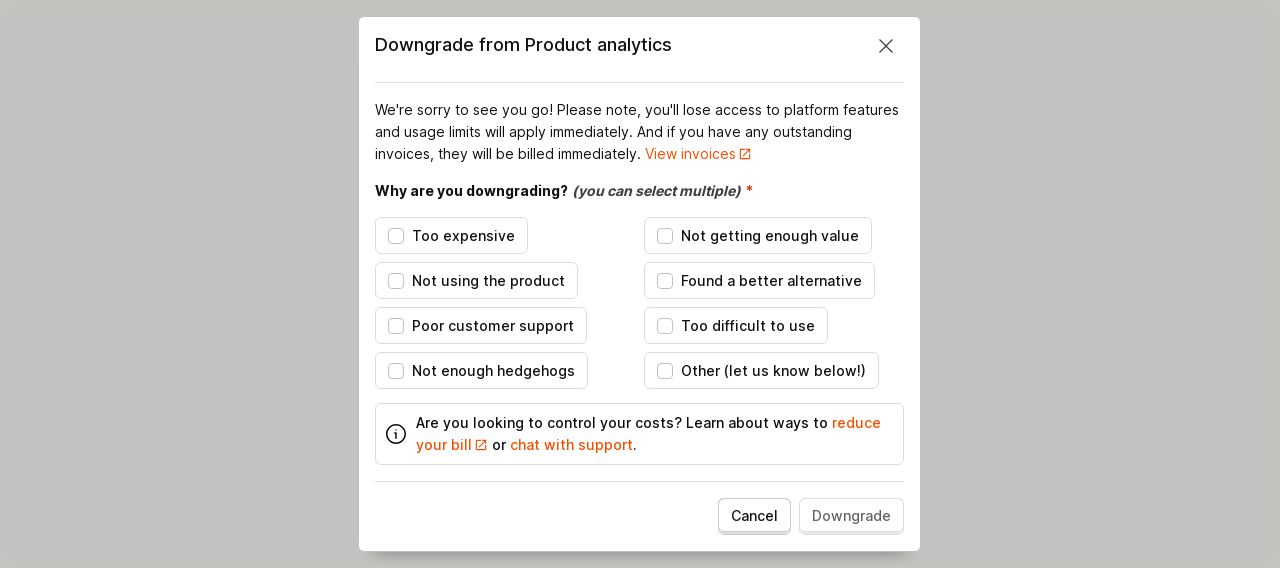 Downgrade from Product analytics
We're sorry to see you go! Please note, you'll lose access to platform features
and usage limits will apply immediately. And if you have any outstanding
invoices, they will be billed immediately. View invoices
Why are you downgrading? (you can select multiple) *
Too expensive
Not getting enough value
Not using the product
Found a better alternative
Poor customer support
Too difficult to use
Not enough hedgehogs
Other (let us know below!)
Are you looking to control your costs? Learn about ways to reduce
your bill or chat with support.
Cancel
Downgrade